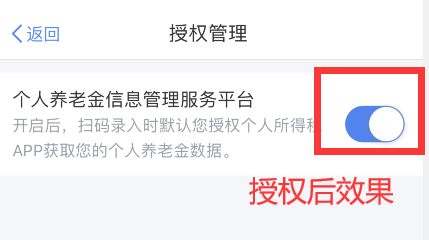 返回
授权管理
个人养老金信息管理服务平台
开启后，扫码录入时默认您授权个人所得税
APP获取您的个人养老金数据。
授权后效果